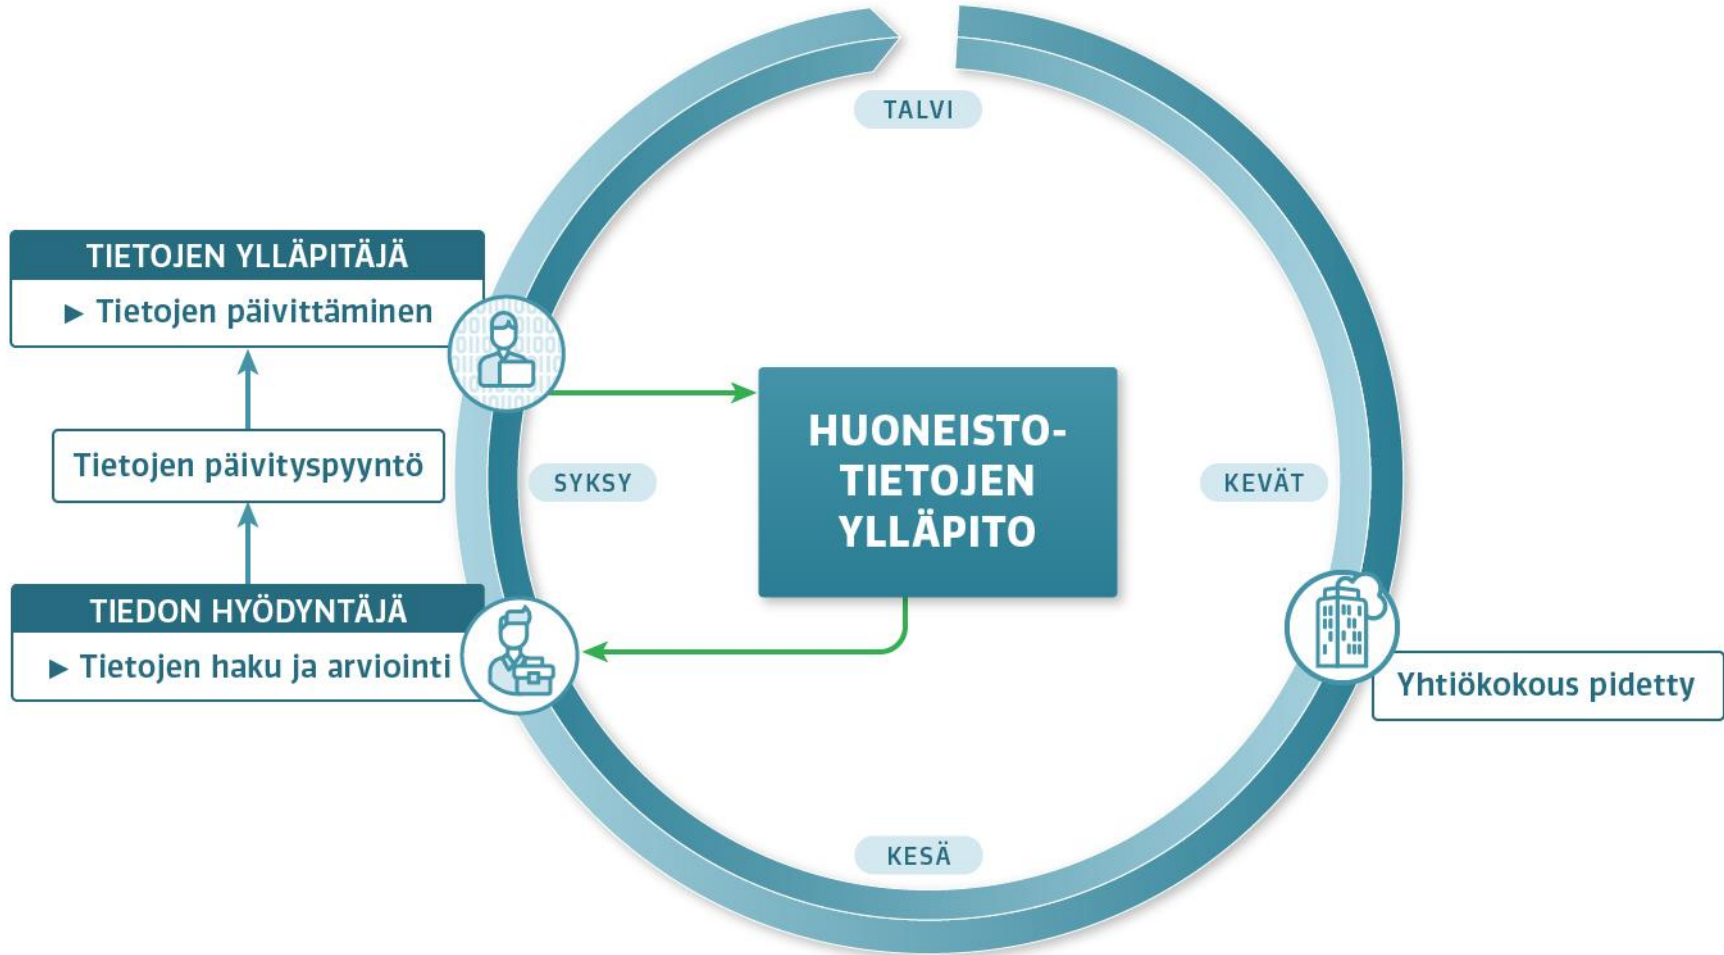 TALVI
TIETOJEN YLLÄPITÄJÄ
► Tietojen päivittäminen
Tietojen päivityspyyntö
SYKSY
HUONEISTO-
TIETOJEN
YLLÄPITO
KEVÄT
TIEDON HYÖDYNTÄJÄ
► Tietojen haku ja arviointi
Yhtiökokous pidetty
KESÄ